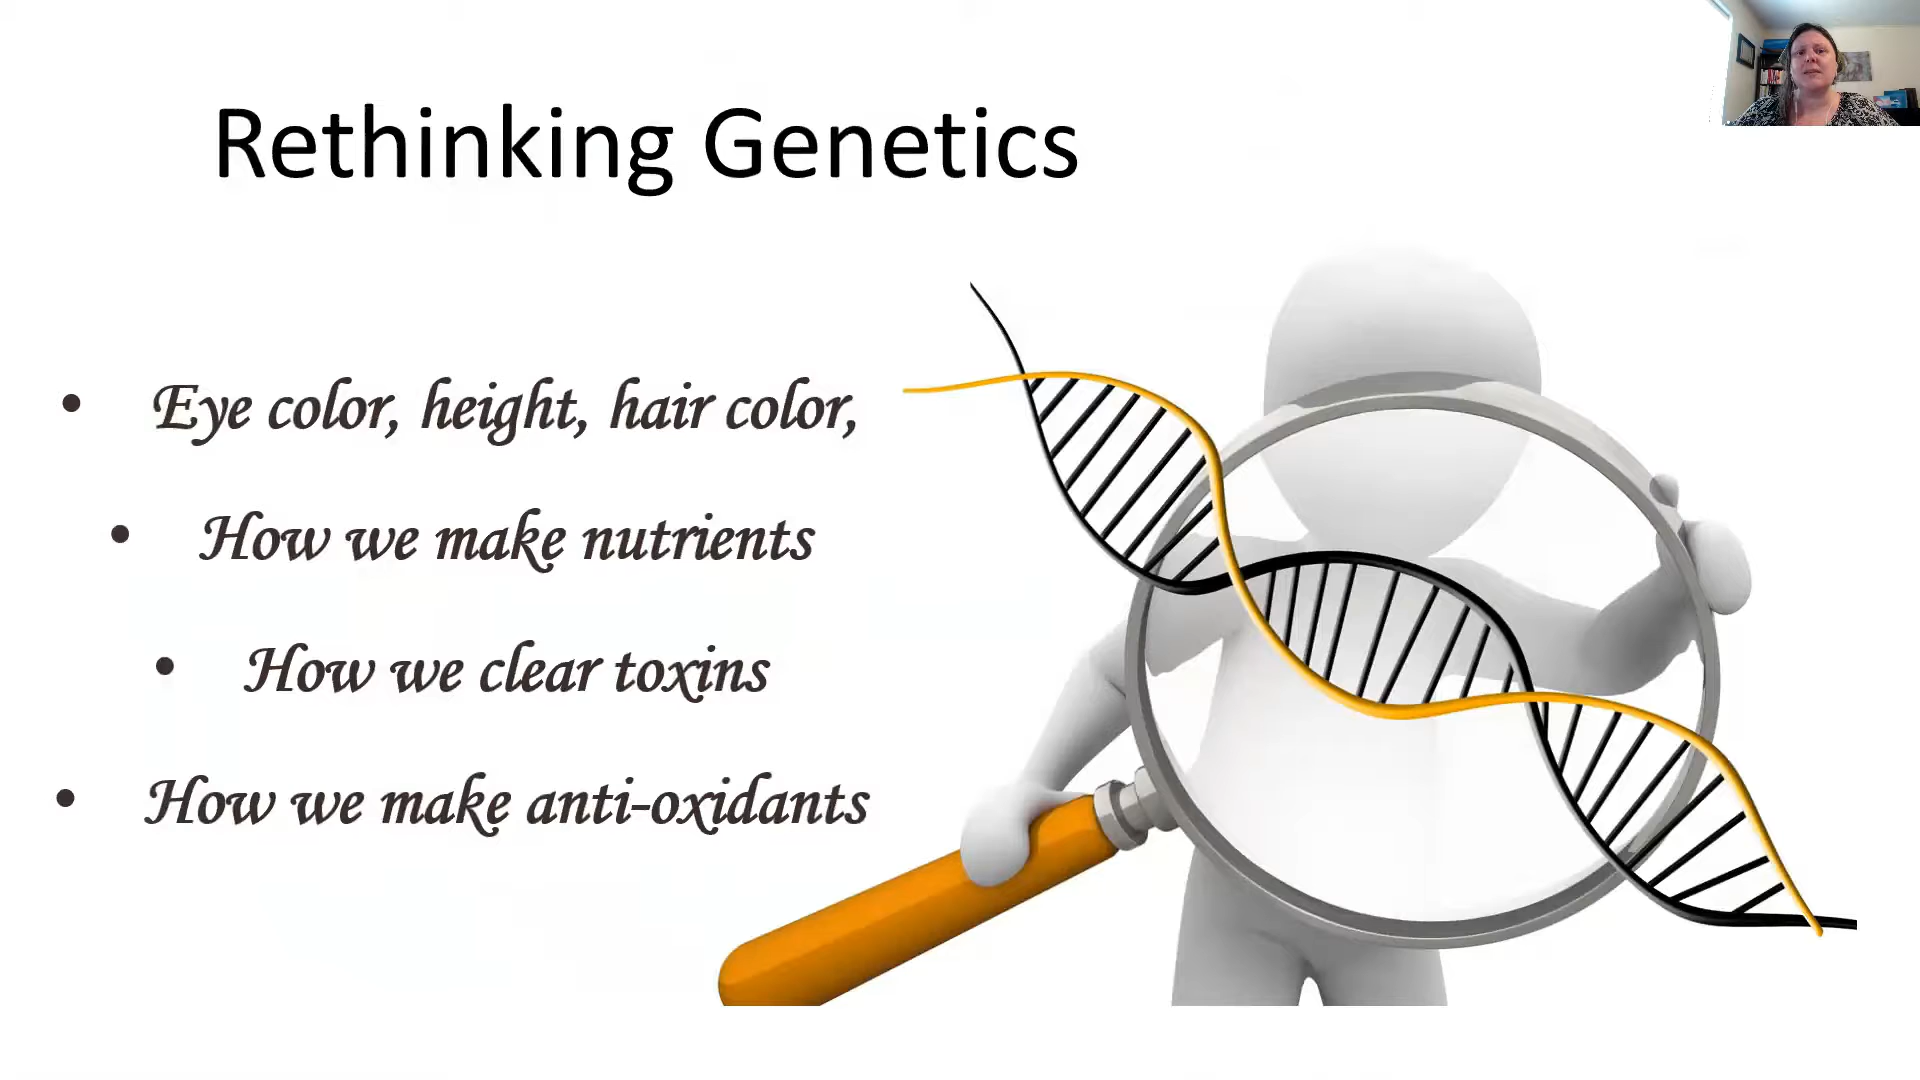 Rethinking Genetics
• Eye color, height, hair color,
• How we make nutrients
• How we clear toxins
• How we make anti-oxidants